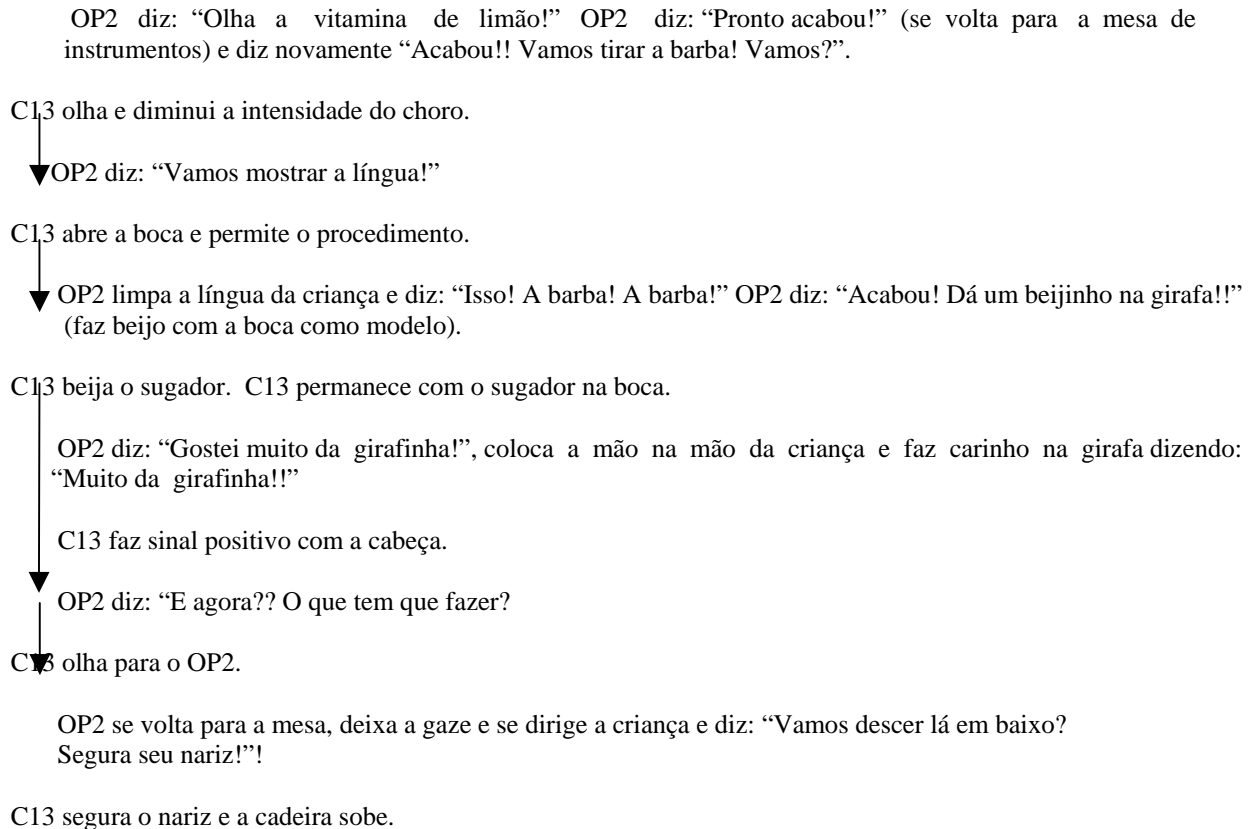 OP2 diz: “Olha a vitamina de limão!” OP2 diz: “Pronto acabou!” (se volta para a mesa de
instrumentos) e diz novamente “Acabou!! Vamos tirar a barba! Vamos?”.
C13 olha e diminui a intensidade do choro.
OP2 diz: “Vamos mostrar a língua!”
C13 abre a boca e permite o procedimento.
OP2 limpa a língua da criança e diz: “Isso! A barba! A barba!” OP2 diz: “Acabou! Dá um beijinho na girafa!!”
(faz beijo com a boca como modelo).
C13 beija o sugador. C13 permanece com o sugador na boca.
OP2 diz: “Gostei muito da girafinha!”, coloca a mão na mão da criança e faz carinho na girafa dizendo:
“Muito da girafinha!!”
C13 faz sinal positivo com a cabeça.
OP2 diz: “E agora?? O que tem que fazer?
C13 olha para o OP2.
OP2 se volta para a mesa, deixa a gaze e se dirige a criança e diz: “Vamos descer lá em baixo?
Segura seu nariz!”!
C13 segura o nariz e a cadeira sobe.